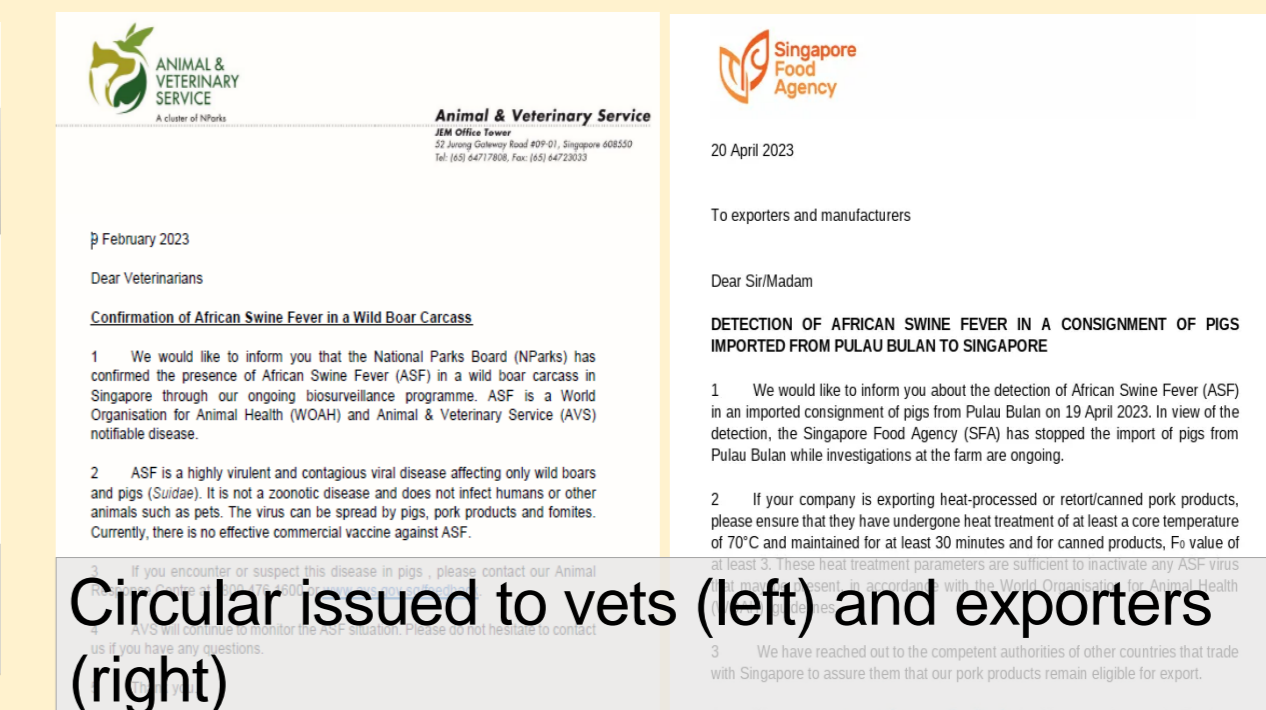 ANIMAL &
VETERINARY
SERVICE
A cluster of NParks
Animal & Veterinary Service
JEM Office Tower
52 Jurong Gateway Road #09-01, Singapore 608550
Tel: (65) 64717808, Fax: (65) 64723033
9 February 2023
Dear Veterinarians
Confirmation of African Swine Fever in a Wild Boar Carcass
1 We would like to inform you that the National Parks Board (NParks) has
confirmed the presence of African Swine Fever (ASF) in a wild boar carcass in
Singapore through our ongoing biosurveillance programme. ASF is a World
Organisation for Animal Health (WOAH) and Animal & Veterinary Service (AVS)
notifiable disease.
2 ASF is a highly virulent and contagious viral disease affecting only wild boars
and pigs (Suidae). It is not a zoonotic disease and does not infect humans or other
animals such as pets. The virus can be spread by pigs, pork products and fomites.
Currently, there is no effective commercial vaccine against ASF.
3 If you encounter or suspect this disease in pigs , please contact our Animal
4 AVS will continue to monitor the ASF situation. Please do not hesitate to contact
us if you have any questions.
Singapore
Food
Agency
20 April 2023
To exporters and manufacturers
Dear Sir/Madam
DETECTION OF AFRICAN SWINE FEVER IN A CONSIGNMENT OF PIGS
IMPORTED FROM PULAU BULAN TO SINGAPORE
1 We would like to inform you about the detection of African Swine Fever (ASF)
in an imported consignment of pigs from Pulau Bulan on 19 April 2023. In view of the
detection, the Singapore Food Agency (SFA) has stopped the import of pigs from
Pulau Bulan while investigations at the farm are ongoing.
2 If your company is exporting heat-processed or retort/canned pork products,
please ensure that they have undergone heat treatment of at least a core temperature
of 70°C and maintained for at least 30 minutes and for canned products, F₀ value of
at least 3. These heat treatment parameters are sufficient to inactivate any ASF virus
that may be present, in accordance with the World Organisation for Animal Health
3 We have reached out to the competent authorities of other countries that trade
with Singapore to assure them that our pork products remain eligible for export.
Circular issued to vets (left) and exporters
(right)